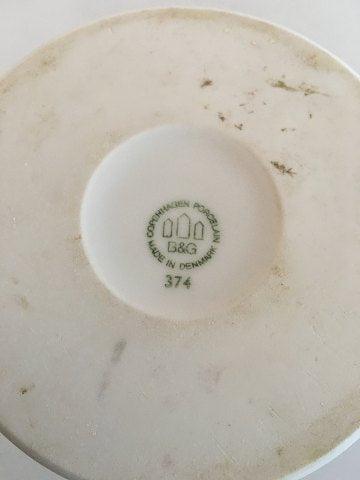 COPENHAGEN PORCELAIN
B&G
MADE IN DENMARK
374